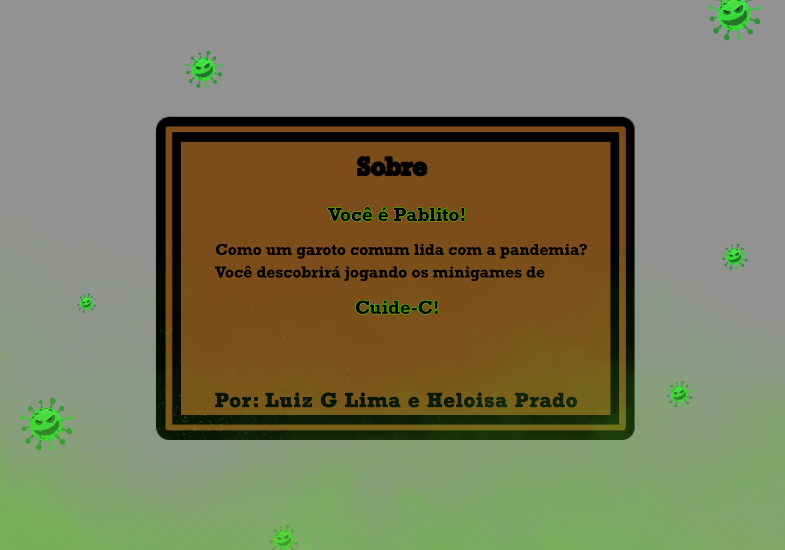 Sobre
Você é Pablito!
Como um garoto comum lida com a pandemia?
Você descobrirá jogando os minigames de
Cuide-C!
Por: Luiz G Lima e Heloisa Prado